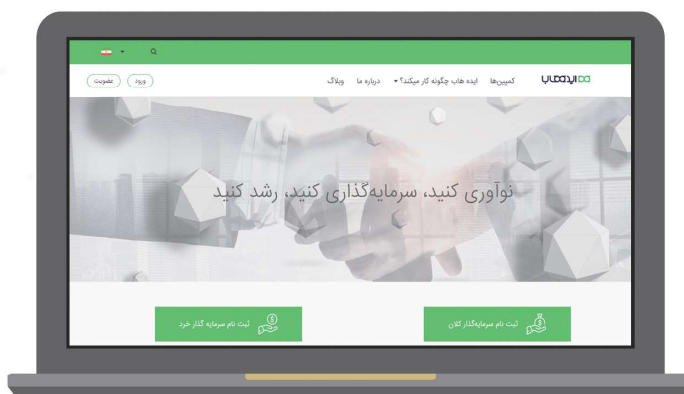 ایده‌هاب
کمپین‌ها ایده هاب چگونه کار میکند؟ درباره ما وبلاگ
ورود عضویت
نوآوری کنید، سرمایه‌گذاری کنید، رشد کنید
ثبت نام سرمایه‌گذار کلان
ثبت نام سرمایه گذار خرد